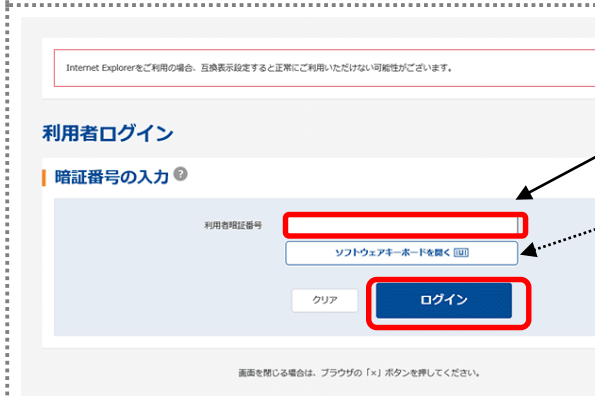 Internet Explorerをご利用の場合、互換表示設定すると正常にご利用いただけない可能性がございます。
利用者ログイン
暗証番号の入力 ?
利用者暗証番号
ソフトウェアキーボードを開く
クリア
ログイン
画面を閉じる場合は、ブラウザの「×」ボタンを押してください。